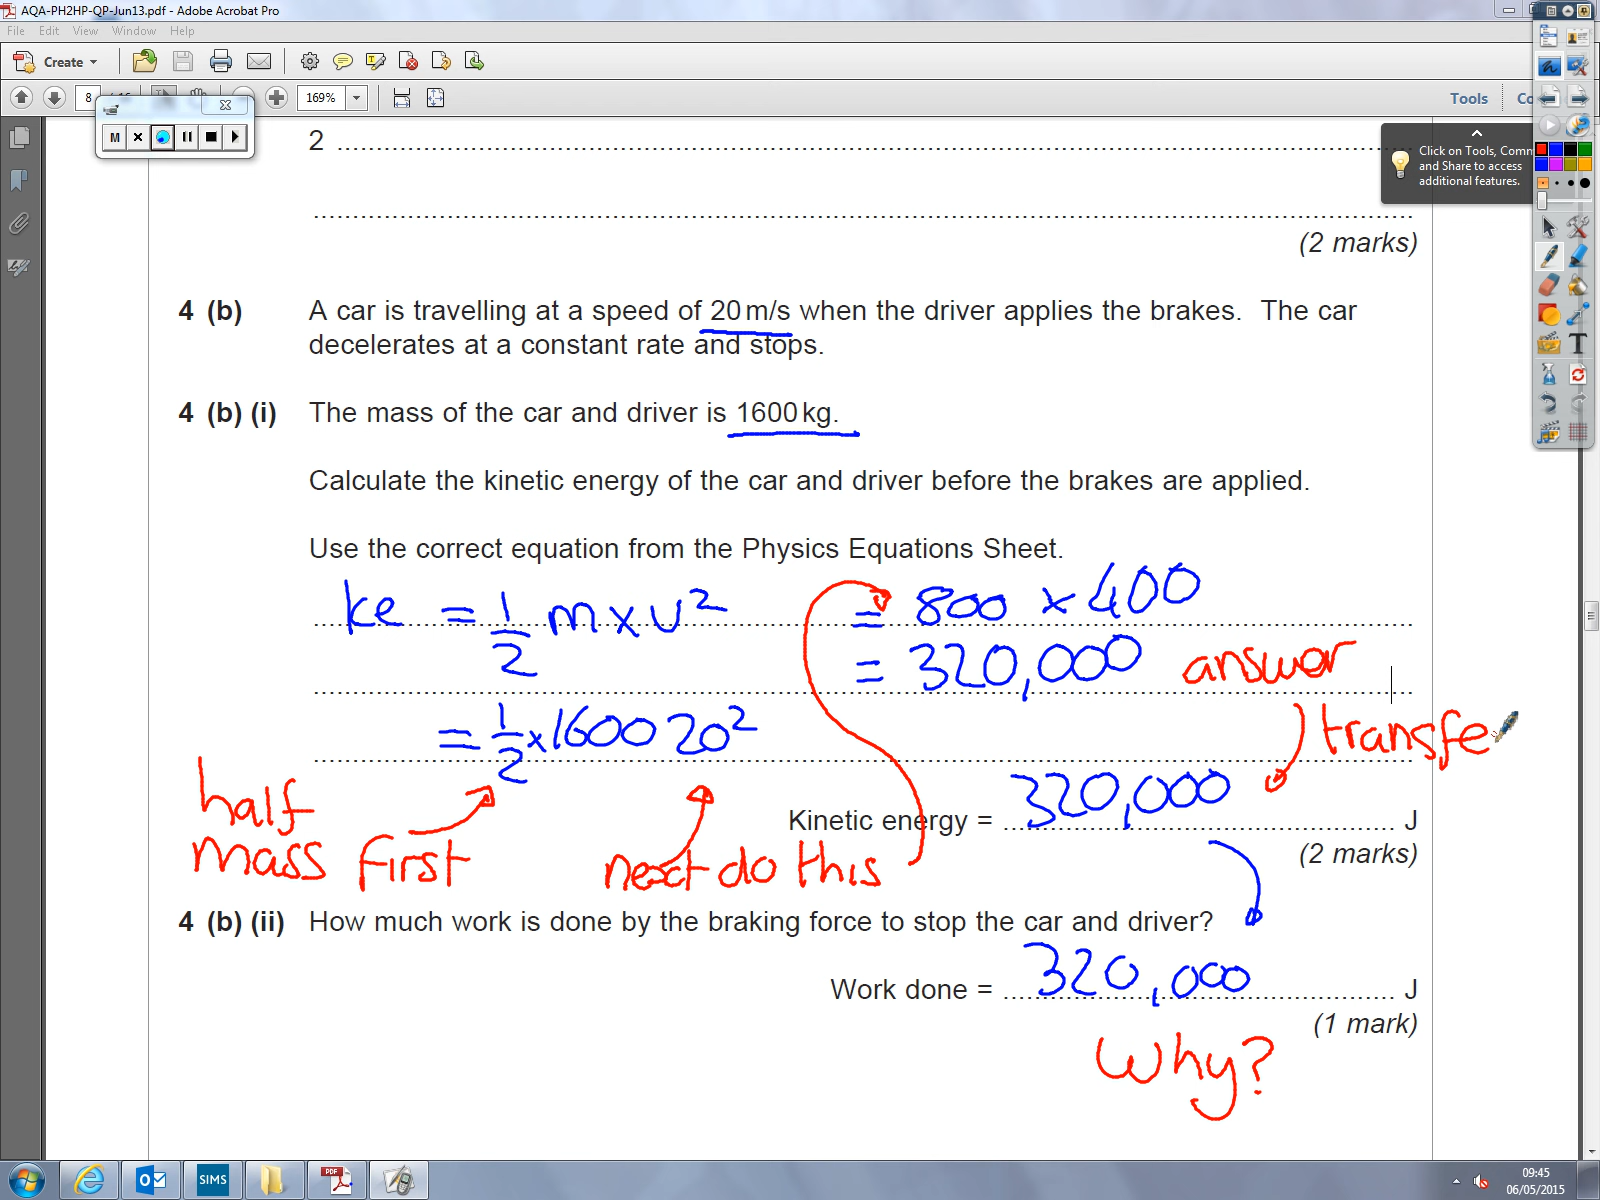 AQA-PH2HP-QP-Jun13.pdf - Adobe Acrobat Pro
File Edit View Window Help
Create
8
169%
Tools
M
Click on Tools, Comm
and Share to access
additional features.
2
(2 marks)
4 (b) A car is travelling at a speed of 20 m/s when the driver applies the brakes. The car
decelerates at a constant rate and stops.
4 (b) (i) The mass of the car and driver is 1600 kg.
Calculate the kinetic energy of the car and driver before the brakes are applied.
Use the correct equation from the Physics Equations Sheet.
ke = 1/2 m x v² = 800 x 400
= 320,000 answer
= 1/2 x 1600 20² transfe
half
mass first
next do this
Kinetic energy = 320,000 J
(2 marks)
4 (b) (ii) How much work is done by the braking force to stop the car and driver?
Work done = 320,000 J
(1 mark)
Why?
SIMS
PDF
09:45
06/05/2015